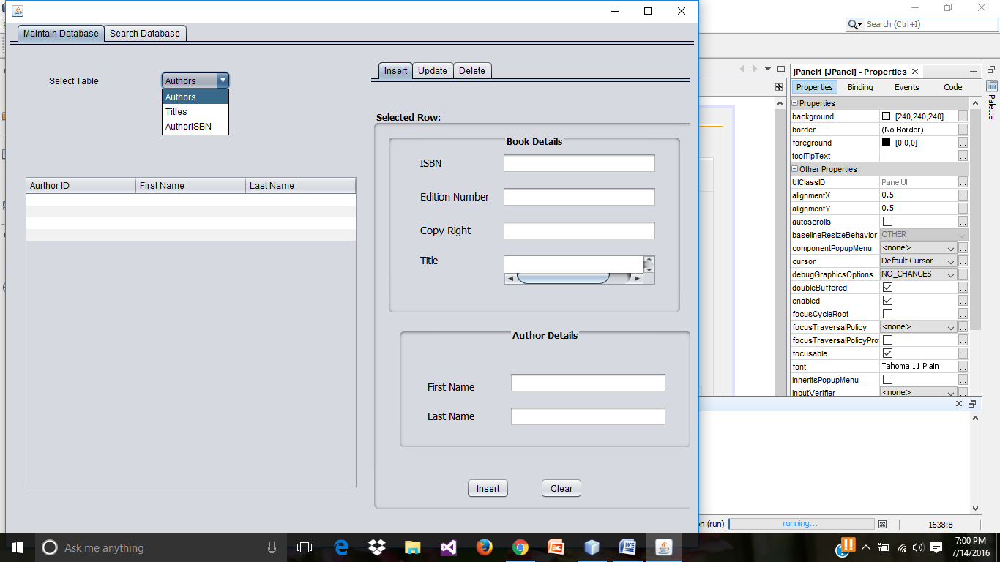 Maintain Database
Search Database
Select Table
Authors
Authors
Titles
AuthorISBN
Aurthor ID
First Name
Last Name
Insert
Update
Delete
Selected Row:
Book Details
ISBN
Edition Number
Copy Right
Title
Author Details
First Name
Last Name
Insert
Clear
Search (Ctrl+I)
jPanel1 [JPanel] - Properties
Properties
Binding
Events
Code
Palette
Properties
background [240,240,240] ...
border (No Border) ...
foreground [0,0,0] ...
toolTipText ...
Other Properties
UIClassID PanelUI ...
alignmentX 0.5 ...
alignmentY 0.5 ...
autoscrolls ...
baselineResizeBehavior OTHER
componentPopupMenu <none> ...
cursor Default Cursor ...
debugGraphicsOptions NO_CHANGES ...
doubleBuffered ...
enabled ...
focusCycleRoot ...
focusTraversalPolicy <none> ...
focusTraversalPolicyPro ...
focusable ...
font Tahoma 11 Plain ...
inheritsPopupMenu ...
inputVerifier <none> ...
on (run)
running...
1638:8
Ask me anything
7:00 PM
7/14/2016